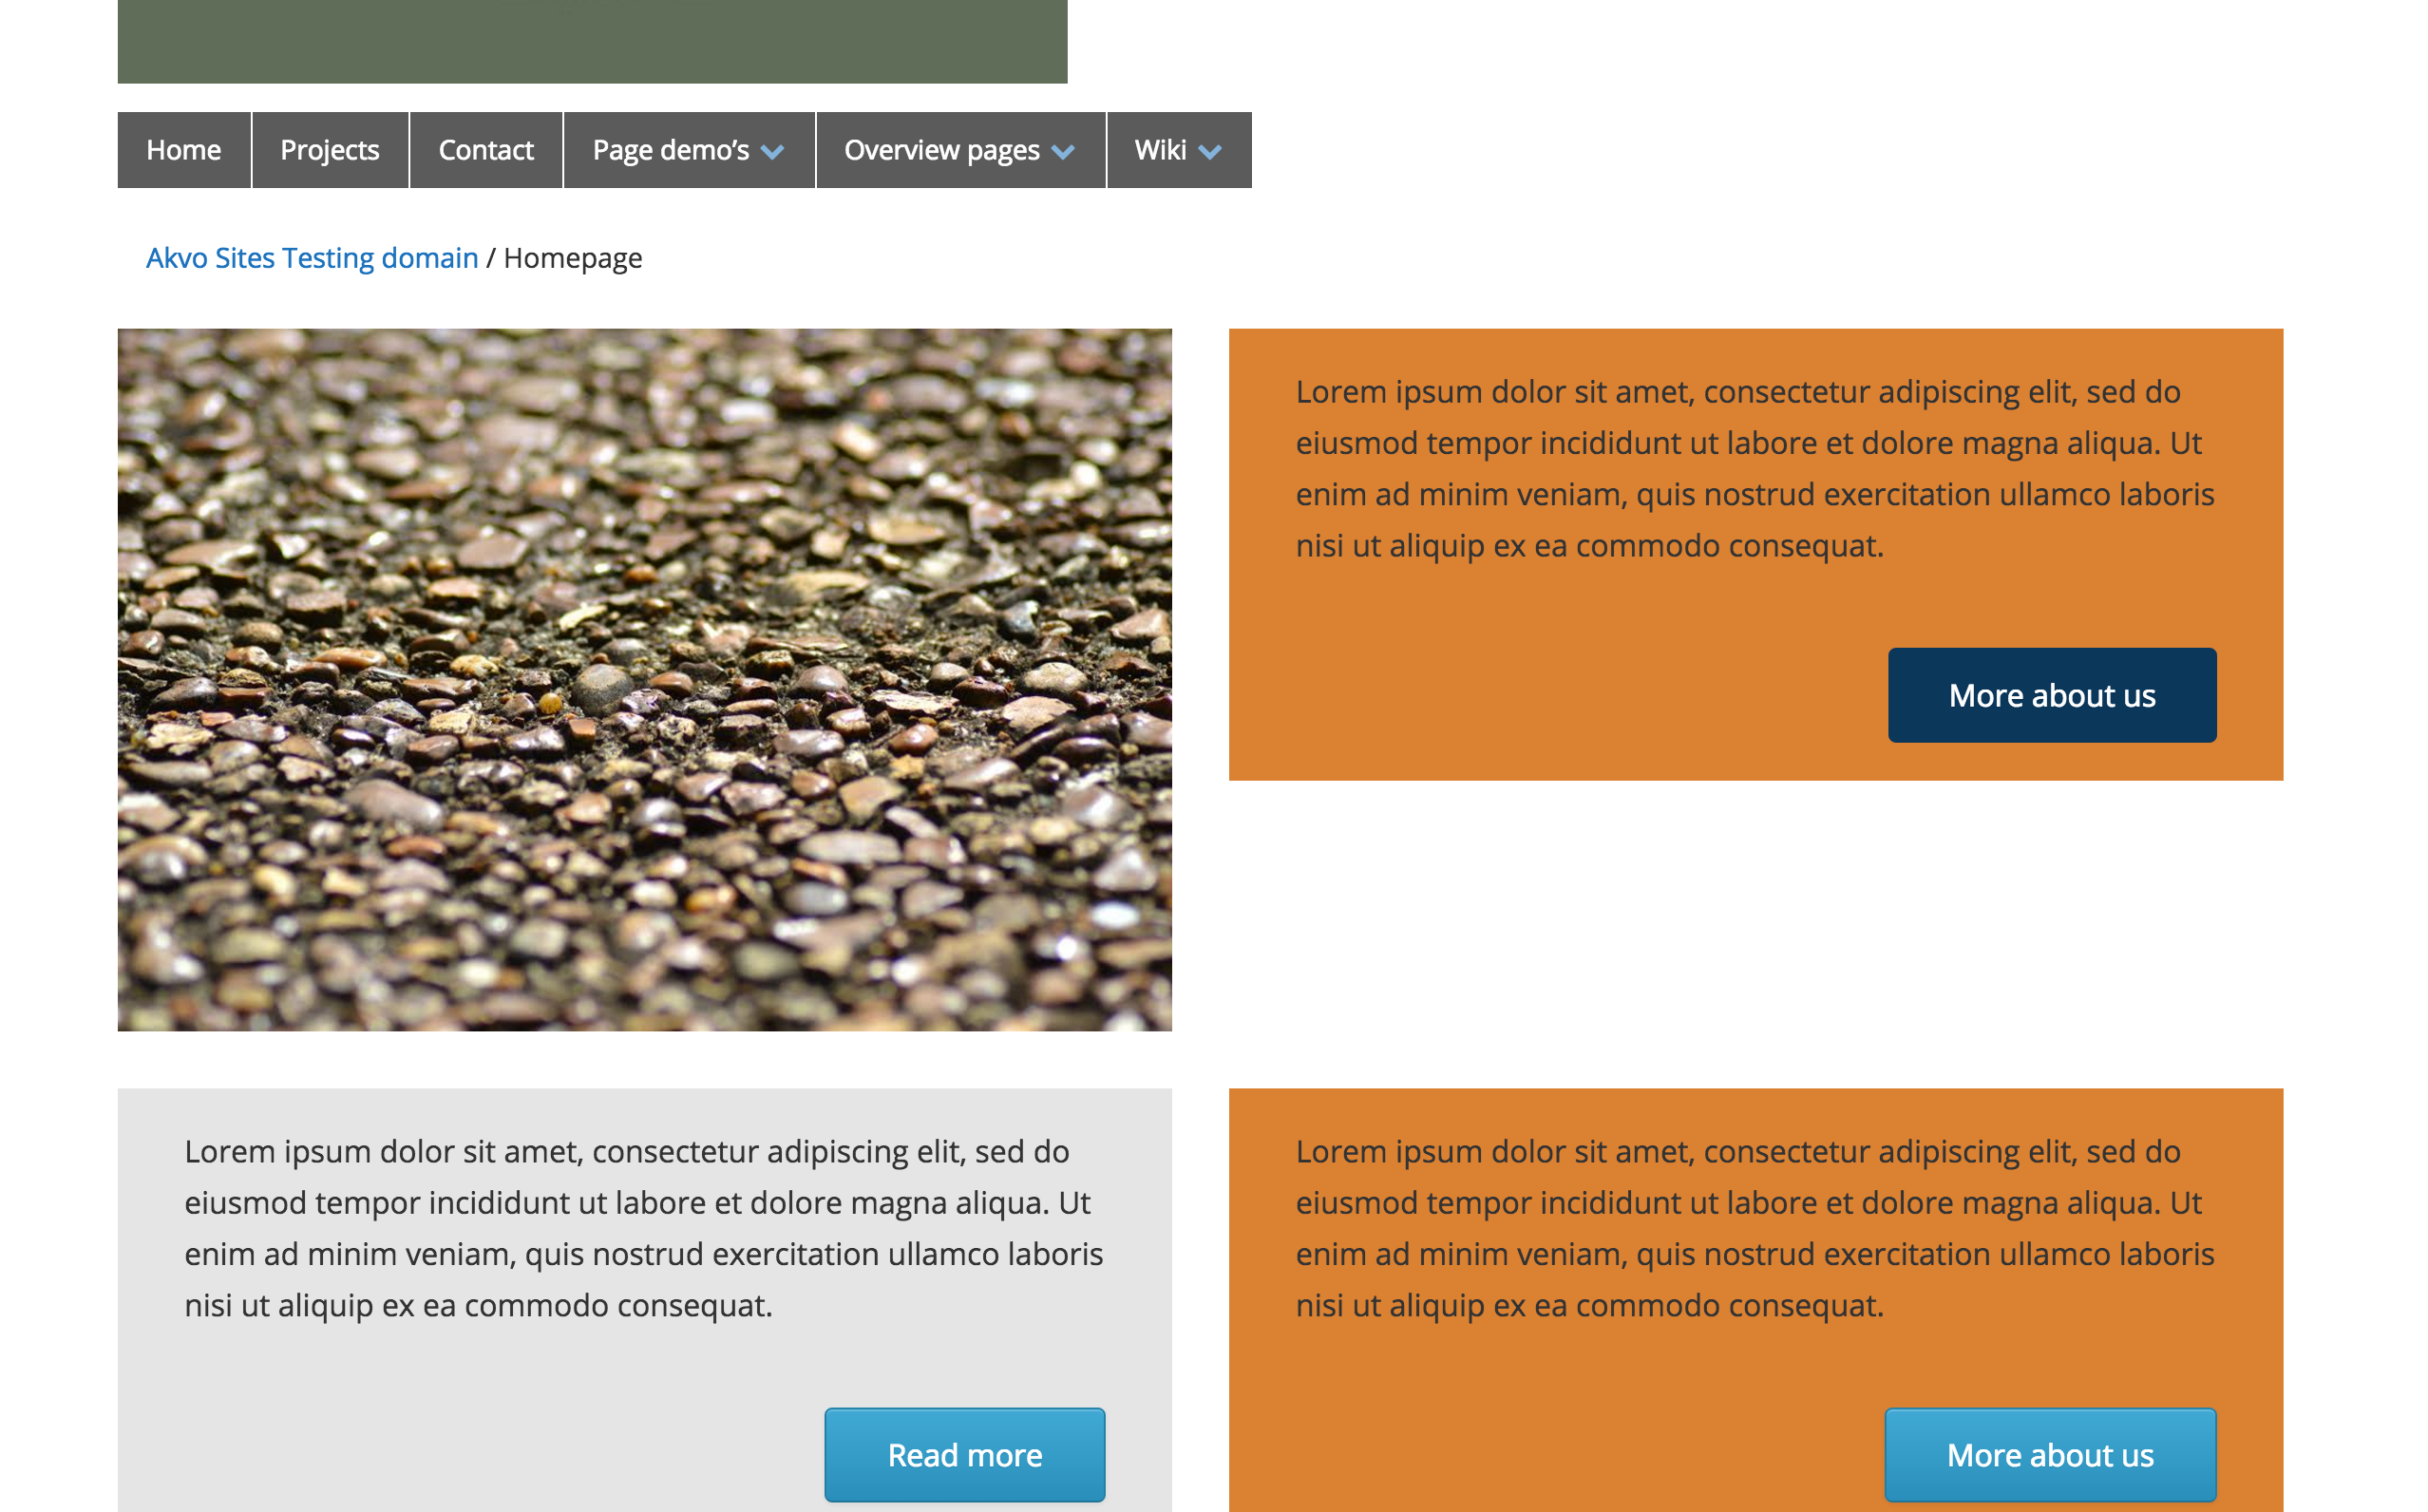 Home Projects Contact Page demo’s Overview pages Wiki
Akvo Sites Testing domain / Homepage
Lorem ipsum dolor sit amet, consectetur adipiscing elit, sed do
eiusmod tempor incididunt ut labore et dolore magna aliqua. Ut
enim ad minim veniam, quis nostrud exercitation ullamco laboris
nisi ut aliquip ex ea commodo consequat.
More about us
Lorem ipsum dolor sit amet, consectetur adipiscing elit, sed do
eiusmod tempor incididunt ut labore et dolore magna aliqua. Ut
enim ad minim veniam, quis nostrud exercitation ullamco laboris
nisi ut aliquip ex ea commodo consequat.
Read more
Lorem ipsum dolor sit amet, consectetur adipiscing elit, sed do
eiusmod tempor incididunt ut labore et dolore magna aliqua. Ut
enim ad minim veniam, quis nostrud exercitation ullamco laboris
nisi ut aliquip ex ea commodo consequat.
More about us